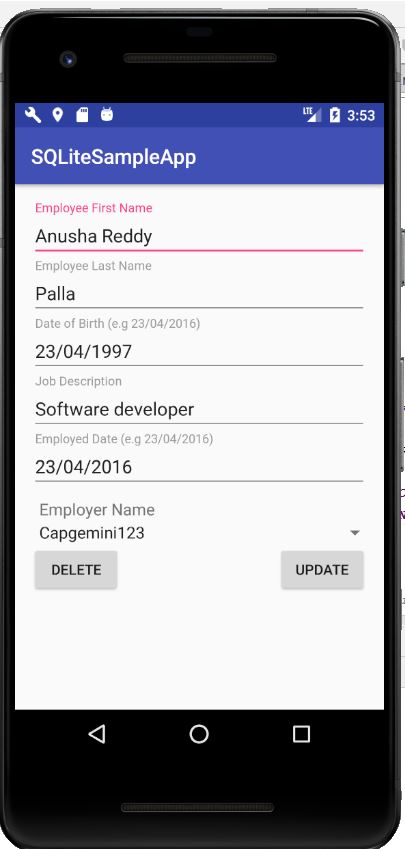 LTE 3:53
SQLiteSampleApp
Employee First Name
Anusha Reddy
Employee Last Name
Palla
Date of Birth (e.g 23/04/2016)
23/04/1997
Job Description
Software developer
Employed Date (e.g 23/04/2016)
23/04/2016
Employer Name
Capgemini123
DELETE UPDATE